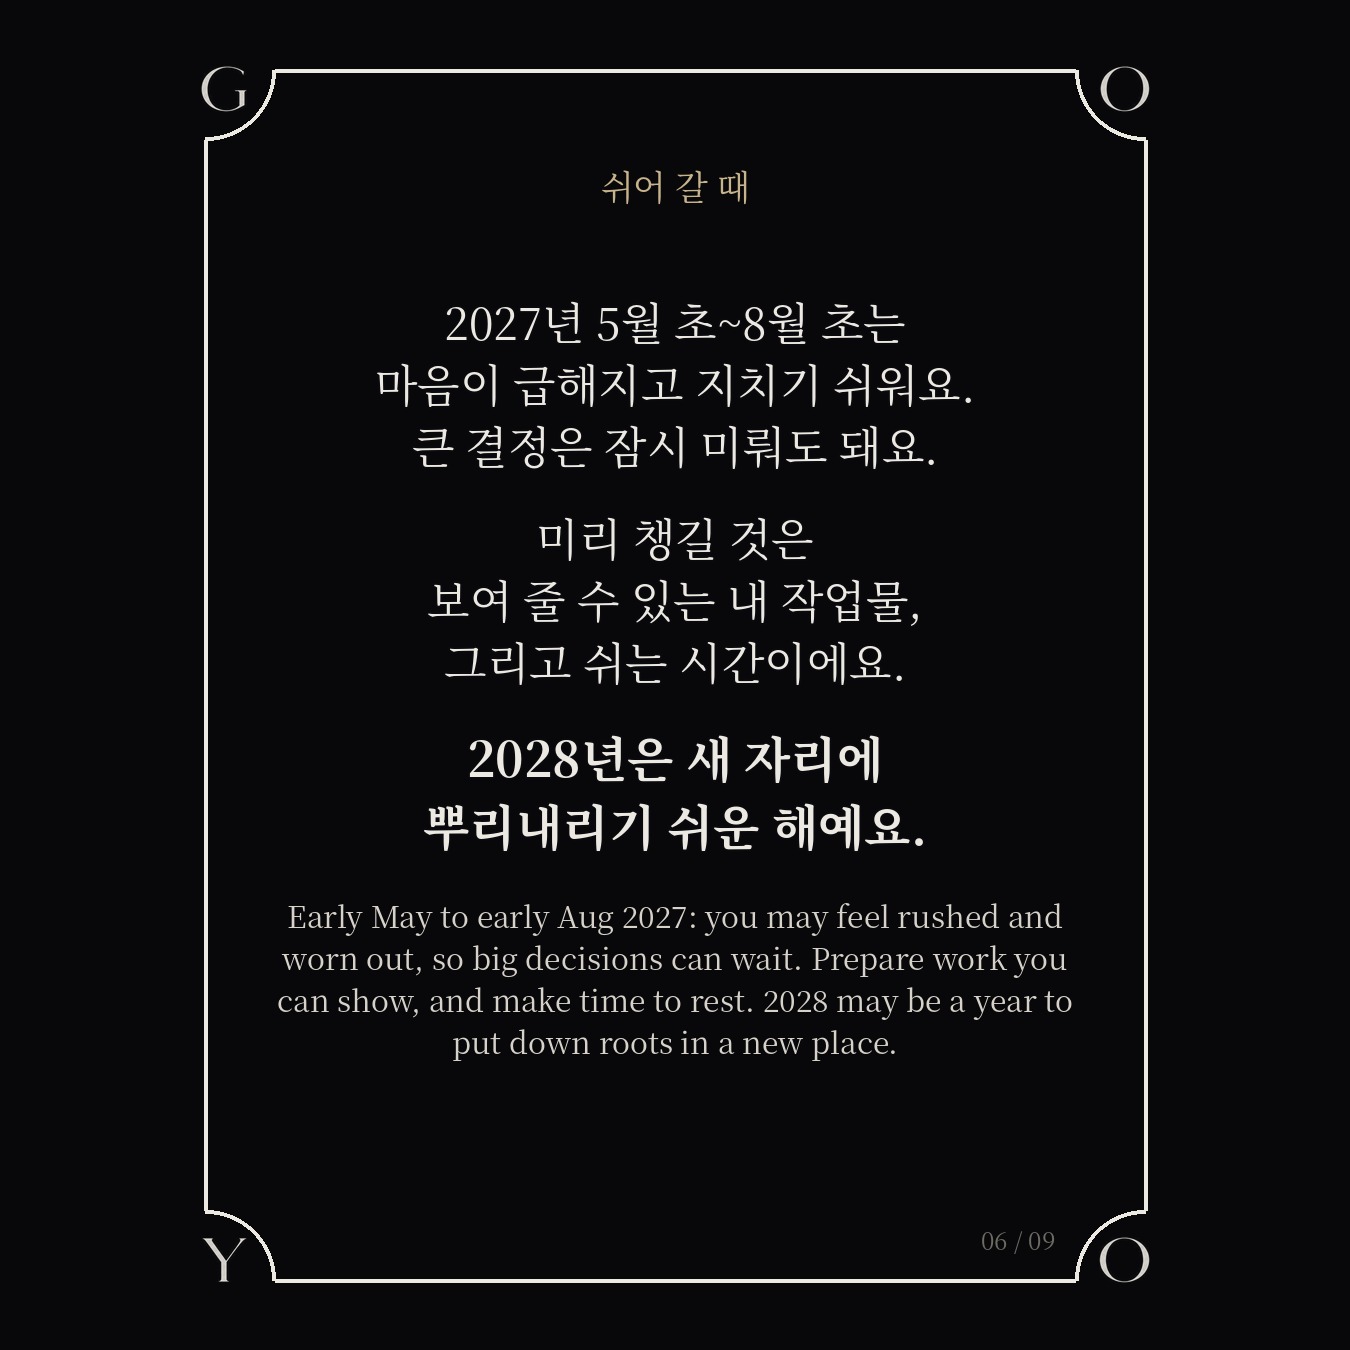 G
O
쉬어 갈 때
2027년 5월 초~8월 초는
마음이 급해지고 지치기 쉬워요.
큰 결정은 잠시 미뤄도 돼요.
미리 챙길 것은
보여 줄 수 있는 내 작업물,
그리고 쉬는 시간이에요.
2028년은 새 자리에
뿌리내리기 쉬운 해예요.
Early May to early Aug 2027: you may feel rushed and
worn out, so big decisions can wait. Prepare work you
can show, and make time to rest. 2028 may be a year to
put down roots in a new place.
06 / 09
Y
O